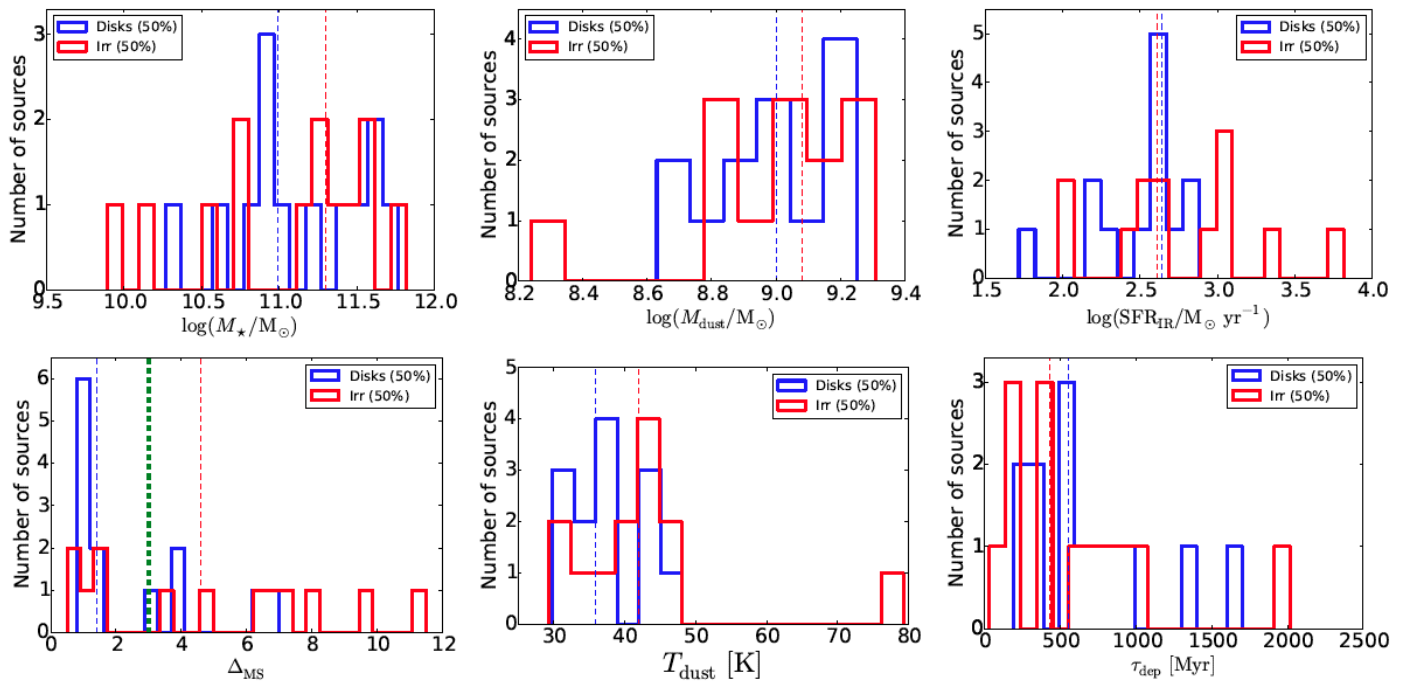 Number of sources
3
2
1
0
Disks (50%)
Irr (50%)
9.5 10.0 10.5 11.0 11.5 12.0
log(M⋆/M⊙)
Number of sources
5
4
3
2
1
0
Disks (50%)
Irr (50%)
8.2 8.4 8.6 8.8 9.0 9.2 9.4
log(Mdust/M⊙)
Number of sources
5
4
3
2
1
0
Disks (50%)
Irr (50%)
1.5 2.0 2.5 3.0 3.5 4.0
log(SFRIR/M⊙ yr−1)
Number of sources
6
5
4
3
2
1
0
Disks (50%)
Irr (50%)
0 2 4 6 8 10 12
ΔMS
Number of sources
5
4
3
2
1
0
Disks (50%)
Irr (50%)
30 40 50 60 70 80
Tdust [K]
Number of sources
3
2
1
0
Disks (50%)
Irr (50%)
0 500 1000 1500 2000 2500
τdep [Myr]